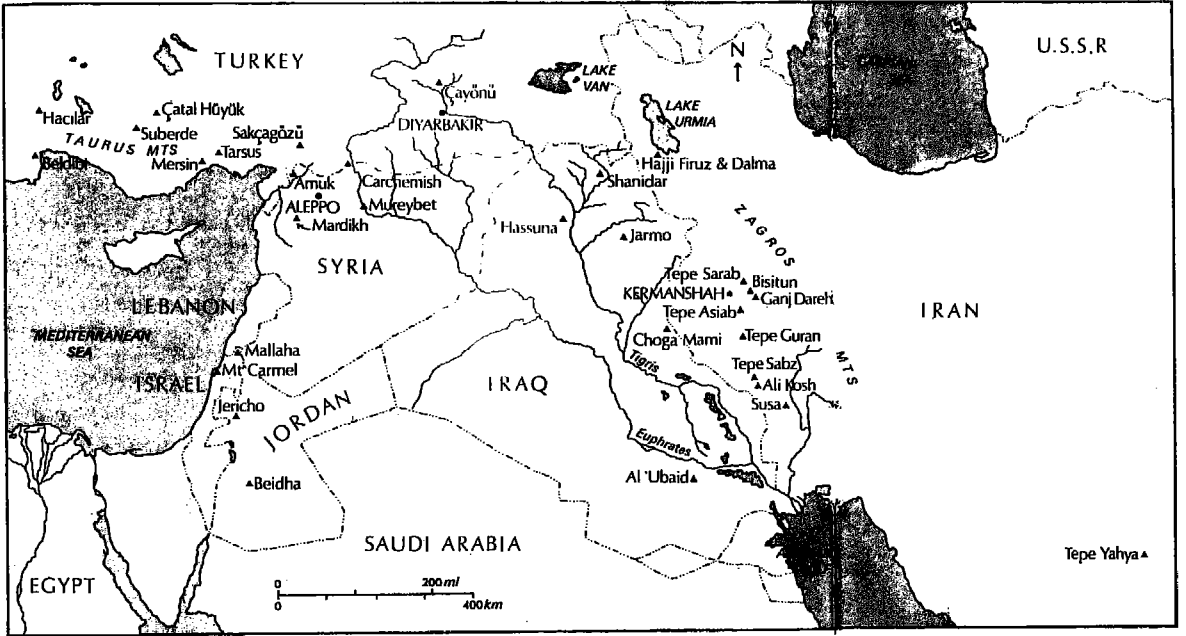 TURKEY
U.S.S.R
N
LAKE
VAN
LAKE
URMIA
Çayönü
DIYARBAKIR
Hacılar
Çatal Hüyük
Suberde
TAURUS MTS
Sakçagözü
Tarsus
Mersin
Beldibi
Amuk
Carchemish
ALEPPO
Mureybet
Mardikh
Hajji Firuz & Dalma
Shanidar
Hassuna
Jarmo
ZAGROS
MTS
SYRIA
LEBANON
MEDITERRANEAN
SEA
Tepe Sarab
Bisitun
KERMANSHAH
Ganj Dareh
Tepe Asiab
IRAN
Choga Mami
Tepe Guran
Mallaha
Mt Carmel
ISRAEL
Jericho
JORDAN
IRAQ
Tigris
Tepe Sabz
Ali Kosh
Susa
Euphrates
Al 'Ubaid
Beidha
SAUDI ARABIA
EGYPT
Tepe Yahya
0 200 ml
0 400 km